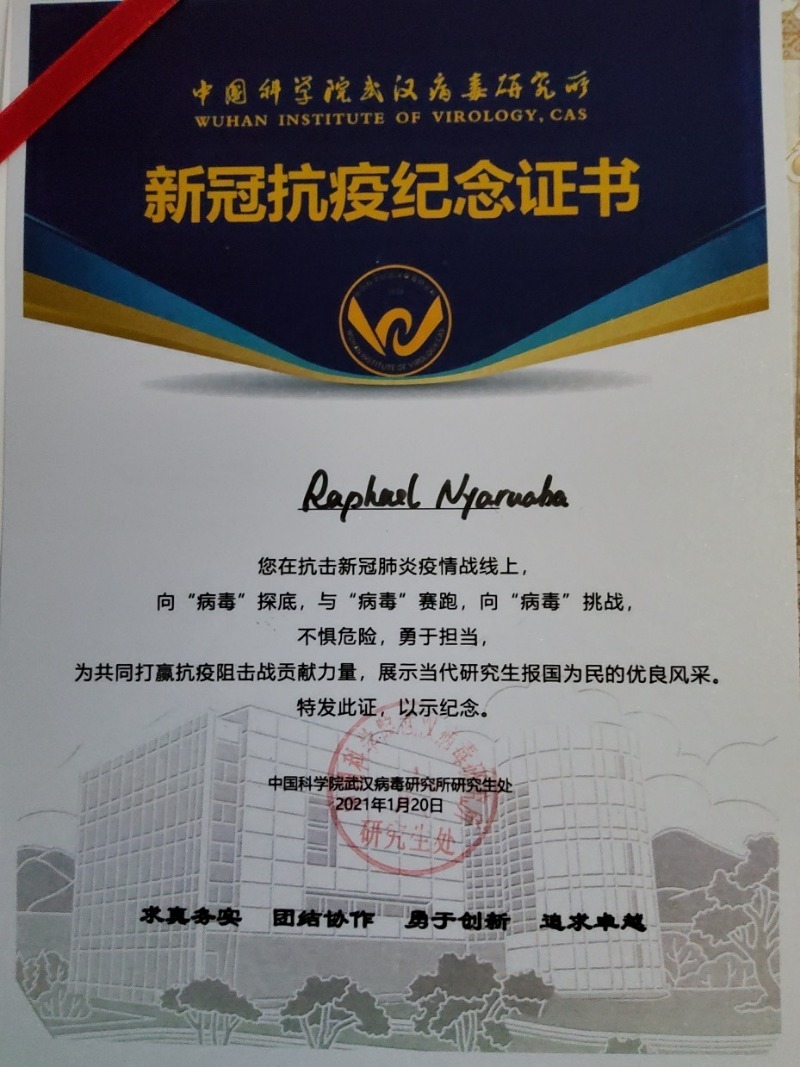 中国科学院武汉病毒研究所
WUHAN INSTITUTE OF VIROLOGY, CAS
新冠抗疫纪念证书
WUHAN INSTITUTE OF VIROLOGY, CAS
Raphael Nyaruaba
您在抗击新冠肺炎疫情战线上，
向“病毒”探底，与“病毒”赛跑，向“病毒”挑战，
不惧危险，勇于担当，
为共同打赢抗疫阻击战贡献力量，展示当代研究生报国为民的优良风采。
特发此证，以示纪念。
中国科学院武汉病毒研究所研究生处
2021年1月20日
研究生处
求真务实 团结协作 勇于创新 追求卓越